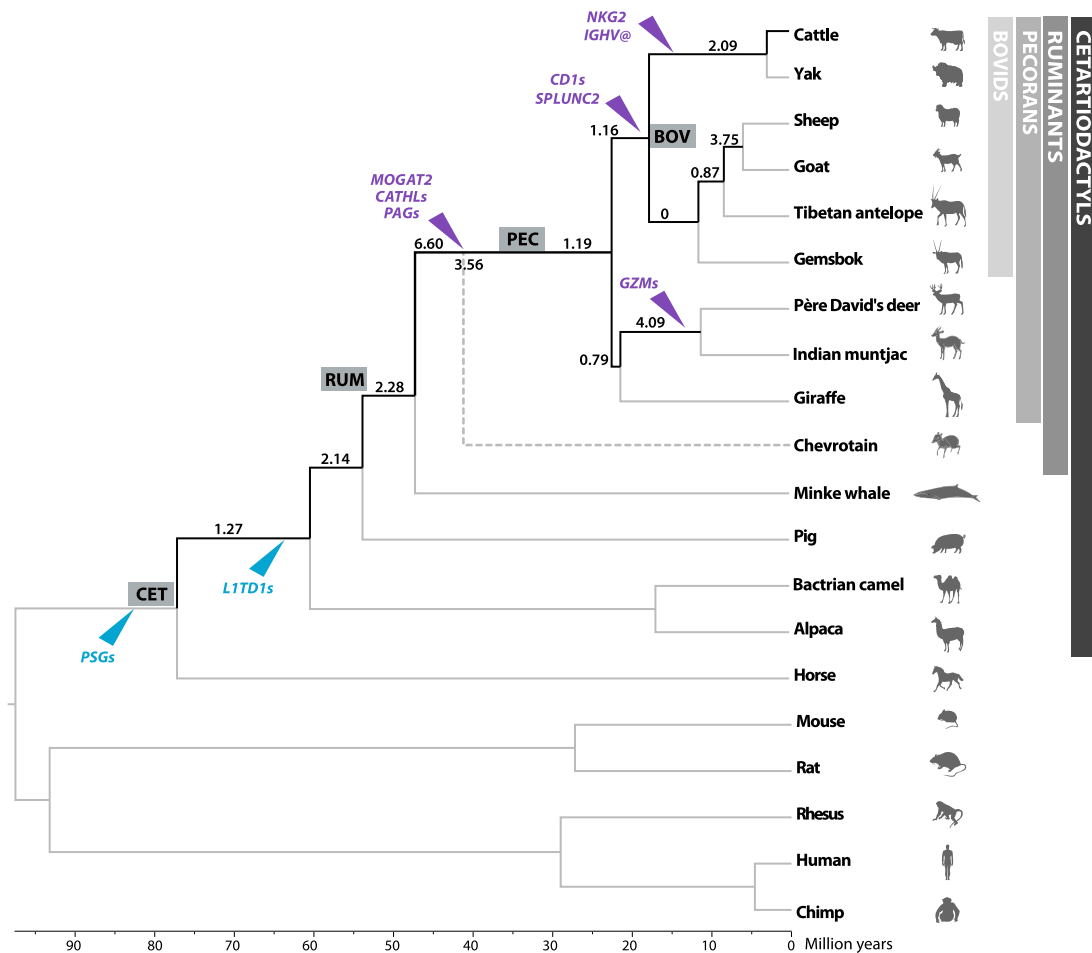 NKG2
IGHV@
2.09
Cattle
Yak
CD1s
SPLUNC2
1.16
BOV
Sheep
3.75
Goat
0.87
MOGAT2
CATHLs
PAGs
0
Tibetan antelope
6.60
3.56
PEC
1.19
Gemsbok
GZMs
4.09
Père David's deer
Indian muntjac
0.79
RUM
2.28
Giraffe
Chevrotain
2.14
Minke whale
1.27
Pig
L1TD1s
CET
Bactrian camel
PSGs
Alpaca
Horse
Mouse
Rat
Rhesus
Human
Chimp
90 80 70 60 50 40 30 20 10 0 Million years
BOVIDS
PECORANS
RUMINANTS
CETARTIODACTYLS